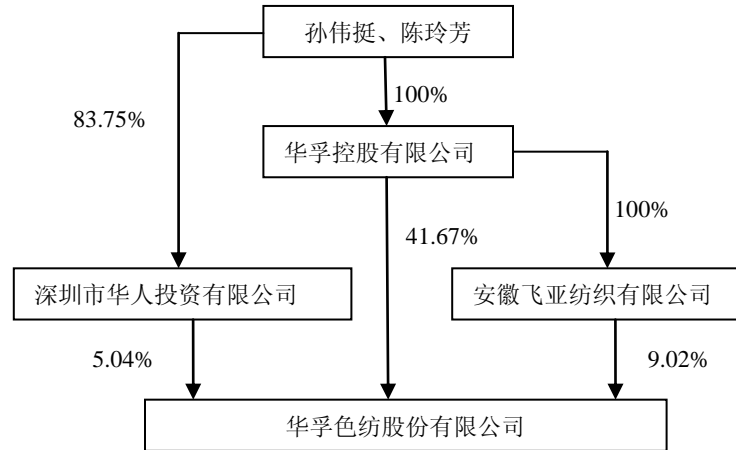 孙伟挺、陈玲芳
100%
83.75%
华孚控股有限公司
100%
41.67%
深圳市华人投资有限公司
安徽飞亚纺织有限公司
5.04%
9.02%
华孚色纺股份有限公司